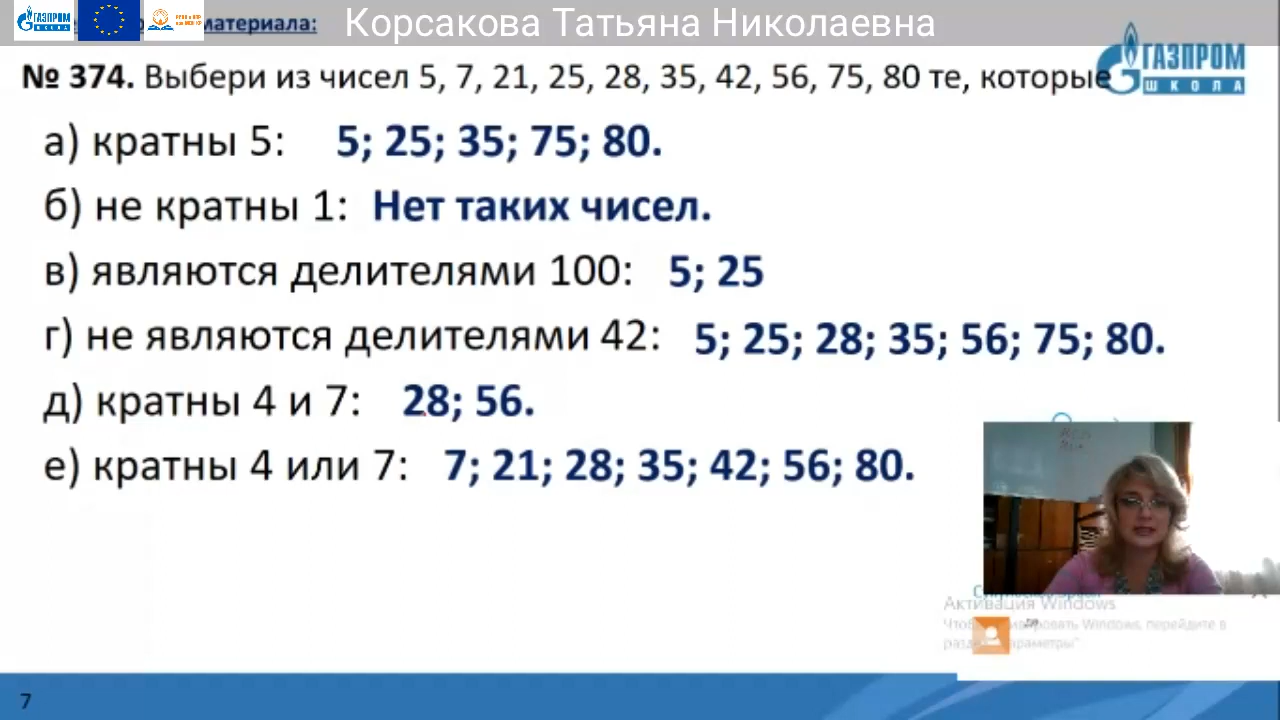 материала:
Корсакова Татьяна Николаевна
ГАЗПРОМ
ШКОЛА
№ 374. Выбери из чисел 5, 7, 21, 25, 28, 35, 42, 56, 75, 80 те, которые
а) кратны 5: 5; 25; 35; 75; 80.
б) не кратны 1: Нет таких чисел.
в) являются делителями 100: 5; 25
г) не являются делителями 42: 5; 25; 28; 35; 56; 75; 80.
д) кратны 4 и 7: 28; 56.
е) кратны 4 или 7: 7; 21; 28; 35; 42; 56; 80.
Активация Windows
Windows, перейдите в
7